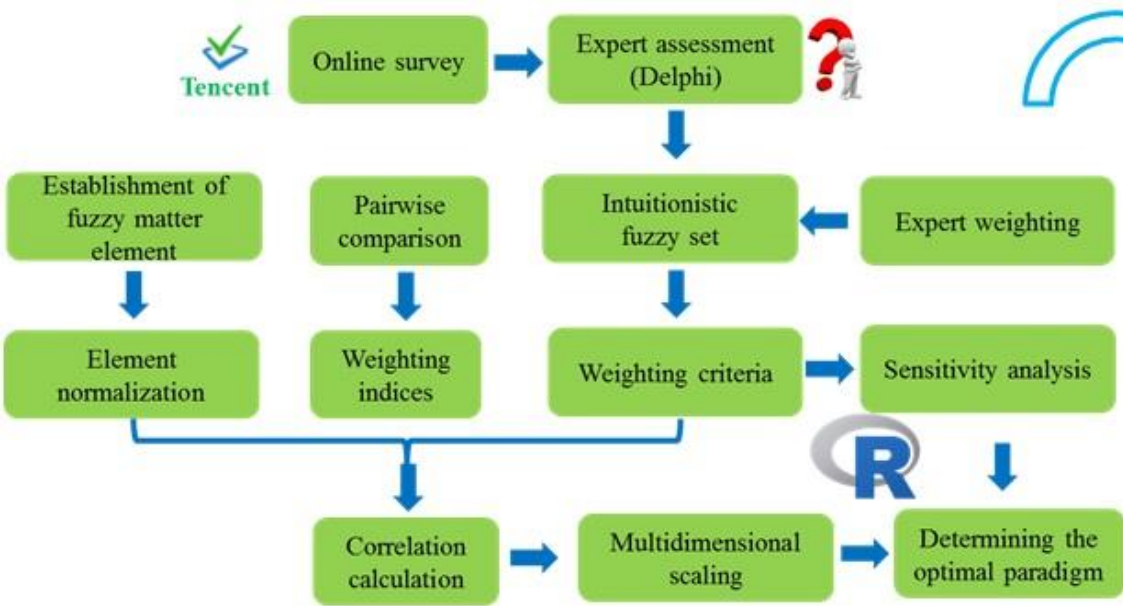 Tencent
Online survey
Expert assessment
(Delphi)
Establishment of
fuzzy matter
element
Pairwise
comparison
Intuitionistic
fuzzy set
Expert weighting
Element
normalization
Weighting
indices
Weighting criteria
Sensitivity analysis
R
Correlation
calculation
Multidimensional
scaling
Determining the
optimal paradigm